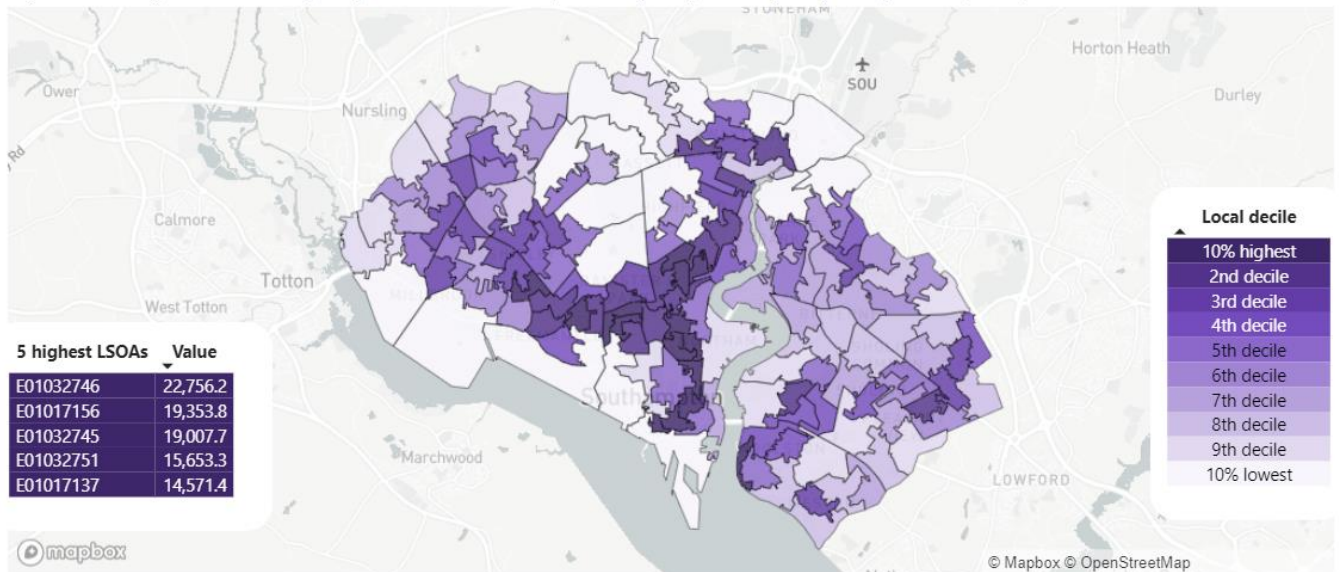 STONEHAM
Horton Heath
Ower
SOU
Nursling
Durley
y Rd
Calmore
Totton
West Totton
Southampton
Marchwood
LOWFORD
Local decile
10% highest
2nd decile
3rd decile
4th decile
5th decile
6th decile
7th decile
8th decile
9th decile
10% lowest
5 highest LSOAs Value
E01032746 22,756.2
E01017156 19,353.8
E01032745 19,007.7
E01032751 15,653.3
E01017137 14,571.4
mapbox
© Mapbox © OpenStreetMap